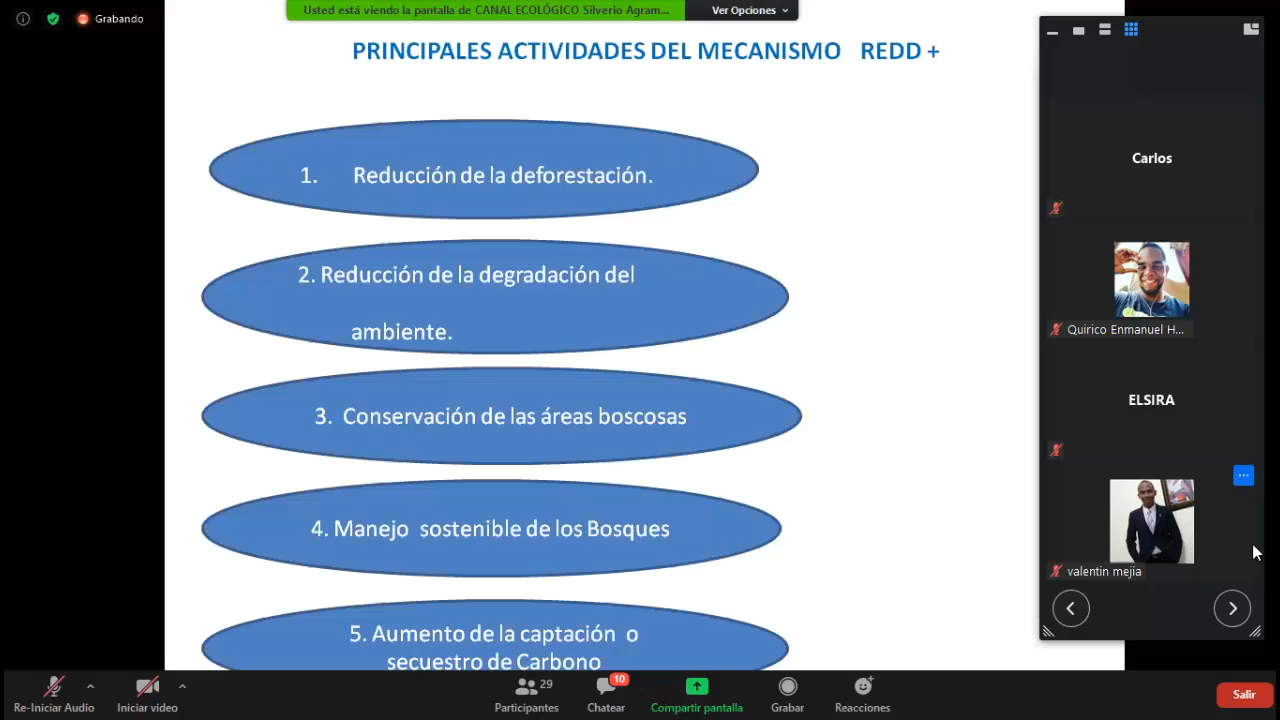 Grabando
Usted está viendo la pantalla de CANAL ECOLÓGICO Silverio Agram...
Ver Opciones
PRINCIPALES ACTIVIDADES DEL MECANISMO REDD +
1. Reducción de la deforestación.
2. Reducción de la degradación del
ambiente.
3. Conservación de las áreas boscosas
4. Manejo sostenible de los Bosques
5. Aumento de la captación o
secuestro de Carbono
Carlos
Quirico Enmanuel H...
ELSIRA
valentin mejia
Re-Iniciar Audio
Iniciar video
29
Participantes
10
Chatear
Compartir pantalla
Grabar
Reacciones
Salir